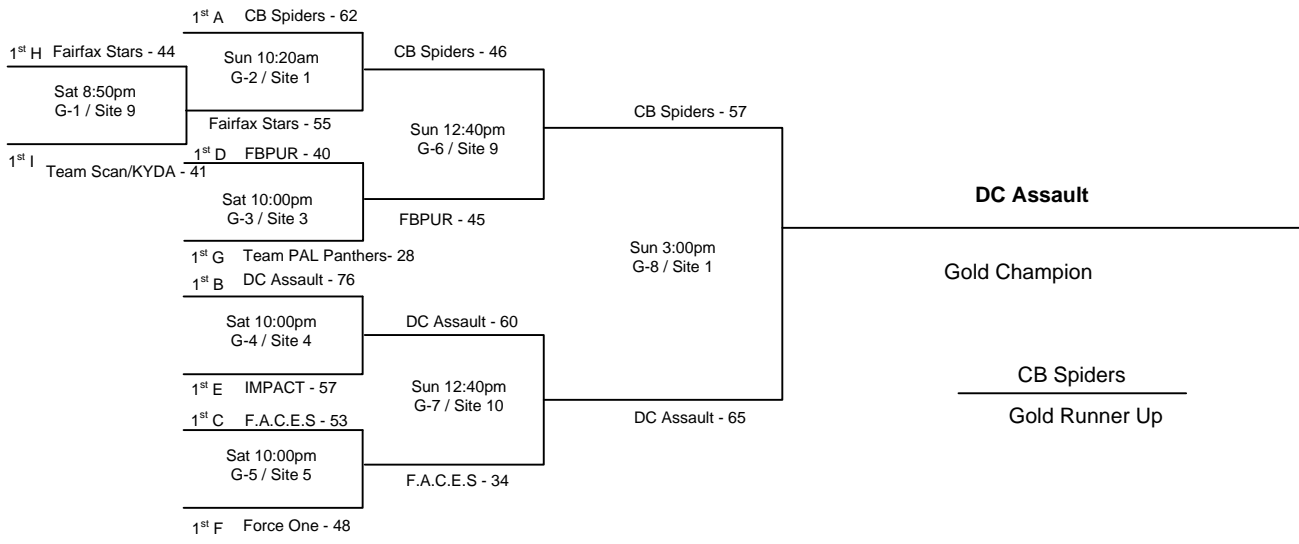 1st A CB Spiders - 62
1st H Fairfax Stars - 44
Sun 10:20am
G-2 / Site 1
CB Spiders - 46
Sat 8:50pm
G-1 / Site 9
Fairfax Stars - 55
1st I Team Scan/KYDA - 41
1st D FBPUR - 40
Sun 12:40pm
G-6 / Site 9
CB Spiders - 57
Sat 10:00pm
G-3 / Site 3
FBPUR - 45
1st G Team PAL Panthers- 28
1st B DC Assault - 76
Sun 3:00pm
G-8 / Site 1
DC Assault
Gold Champion
Sat 10:00pm
G-4 / Site 4
DC Assault - 60
1st E IMPACT - 57
1st C F.A.C.E.S - 53
Sun 12:40pm
G-7 / Site 10
DC Assault - 65
CB Spiders
Gold Runner Up
Sat 10:00pm
G-5 / Site 5
F.A.C.E.S - 34
1st F Force One - 48